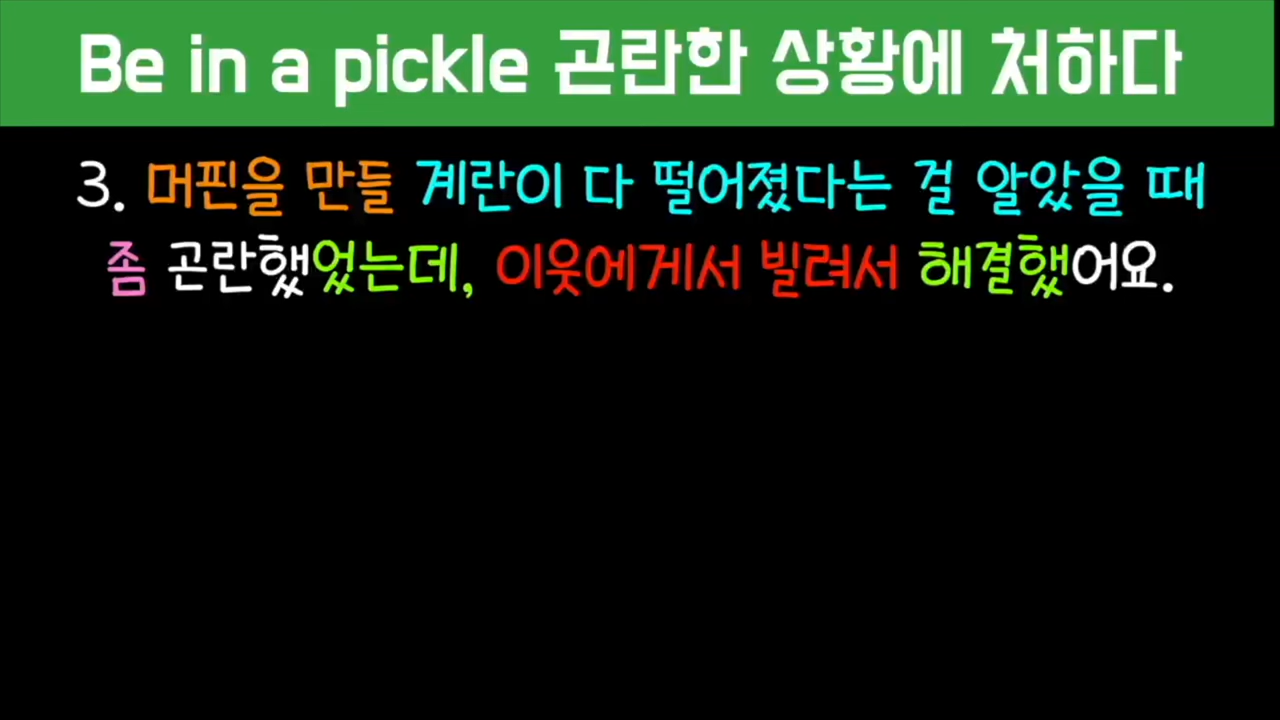 Be in a pickle 곤란한 상황에 처하다
3. 머핀을 만들 계란이 다 떨어졌다는 걸 알았을 때
좀 곤란했었는데, 이웃에게서 빌려서 해결했어요.